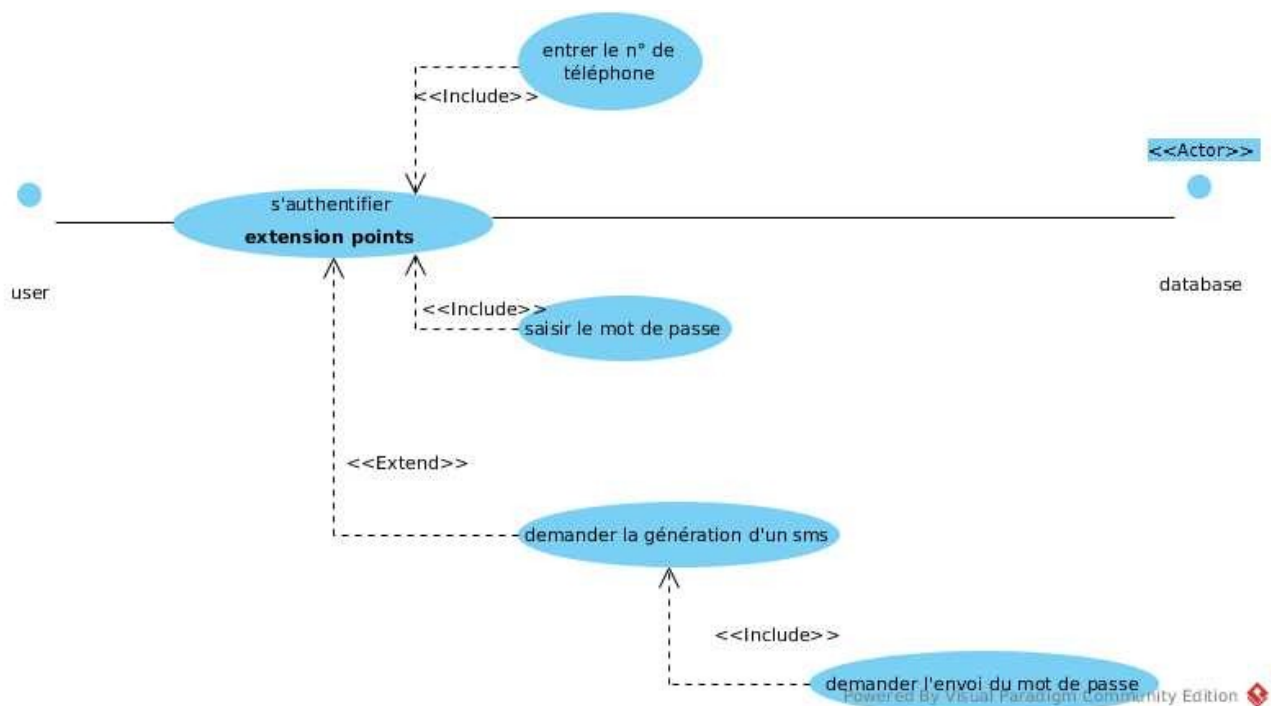 entrer le n° de
téléphone
<<Include>>
<<Actor>>
s'authentifier
extension points
user
database
<<Include>>
saisir le mot de passe
<<Extend>>
demander la génération d'un sms
<<Include>>
demander l'envoi du mot de passe
Powered By Visual Paradigm Community Edition